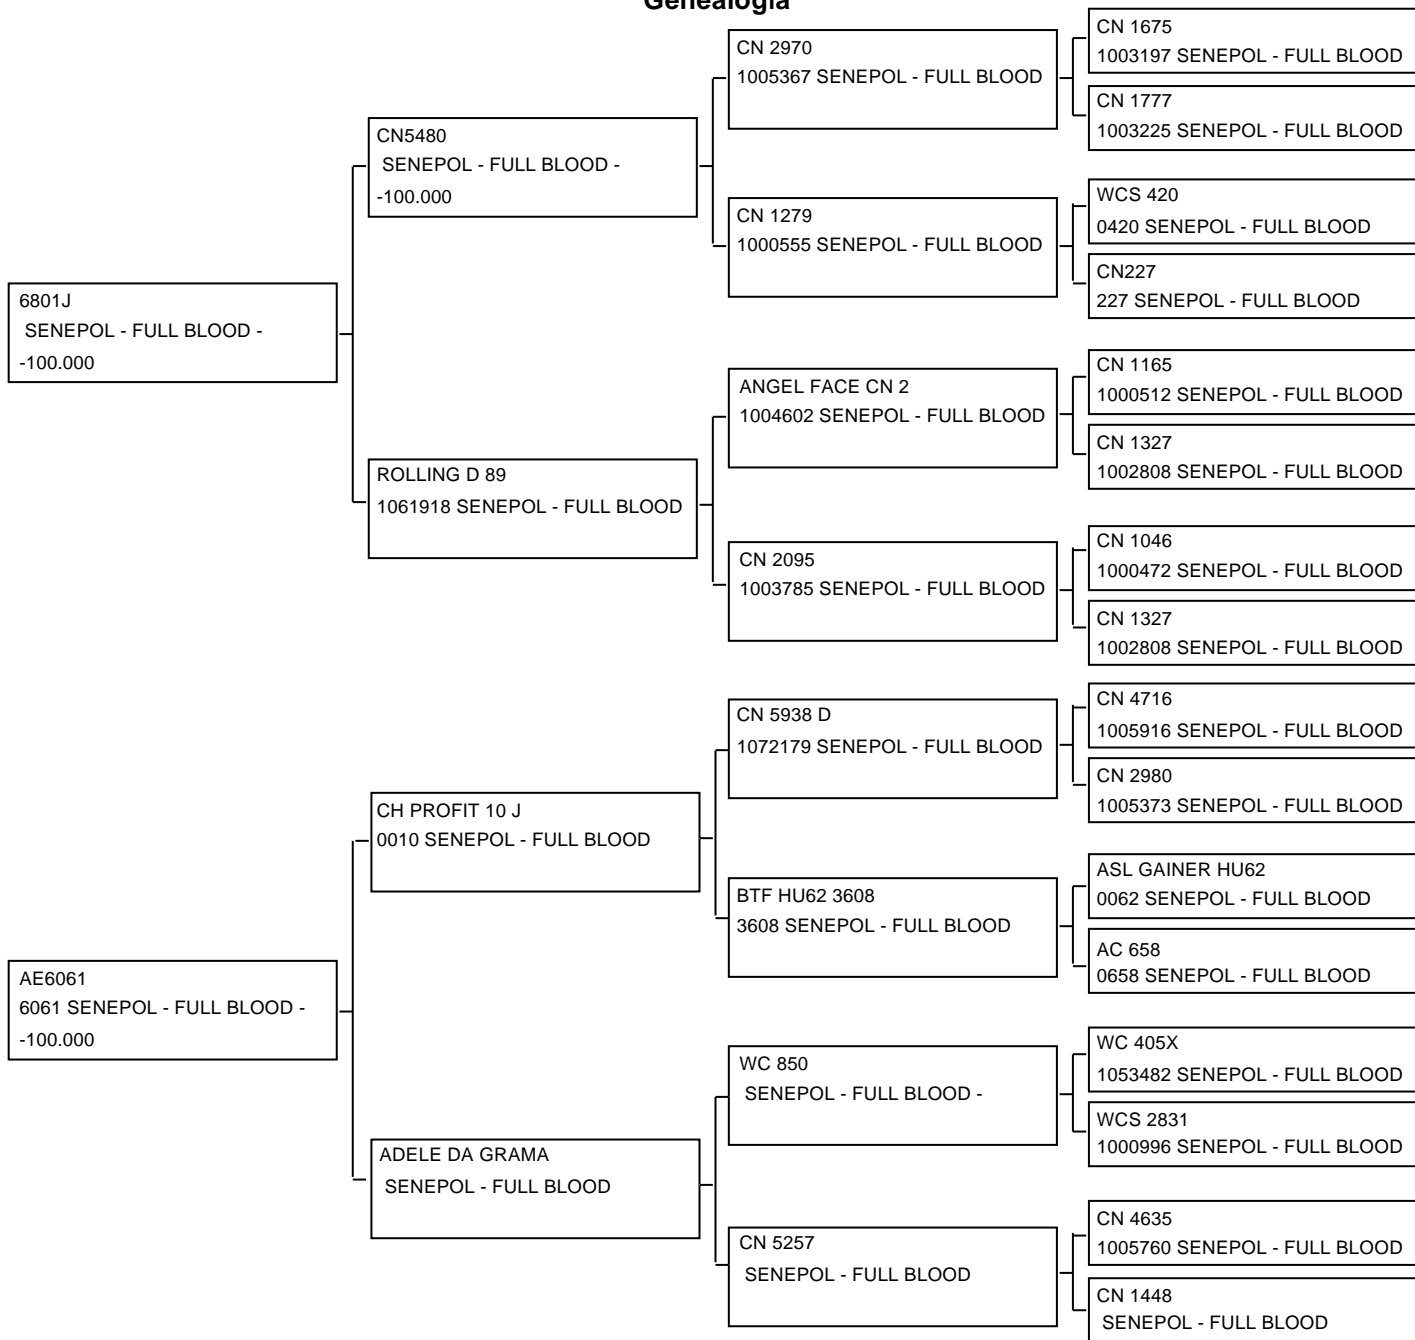 Genealogia
CN 1675
1003197 SENEPOL - FULL BLOOD
CN 2970
1005367 SENEPOL - FULL BLOOD
CN 1777
1003225 SENEPOL - FULL BLOOD
CN5480
SENEPOL - FULL BLOOD -
-100.000
WCS 420
0420 SENEPOL - FULL BLOOD
CN 1279
1000555 SENEPOL - FULL BLOOD
CN227
227 SENEPOL - FULL BLOOD
6801J
SENEPOL - FULL BLOOD -
-100.000
CN 1165
1000512 SENEPOL - FULL BLOOD
ANGEL FACE CN 2
1004602 SENEPOL - FULL BLOOD
CN 1327
1002808 SENEPOL - FULL BLOOD
ROLLING D 89
1061918 SENEPOL - FULL BLOOD
CN 1046
1000472 SENEPOL - FULL BLOOD
CN 2095
1003785 SENEPOL - FULL BLOOD
CN 1327
1002808 SENEPOL - FULL BLOOD
CN 4716
1005916 SENEPOL - FULL BLOOD
CN 5938 D
1072179 SENEPOL - FULL BLOOD
CN 2980
1005373 SENEPOL - FULL BLOOD
CH PROFIT 10 J
0010 SENEPOL - FULL BLOOD
ASL GAINER HU62
0062 SENEPOL - FULL BLOOD
BTF HU62 3608
3608 SENEPOL - FULL BLOOD
AC 658
0658 SENEPOL - FULL BLOOD
AE6061
6061 SENEPOL - FULL BLOOD -
-100.000
WC 405X
1053482 SENEPOL - FULL BLOOD
WC 850
SENEPOL - FULL BLOOD -
WCS 2831
1000996 SENEPOL - FULL BLOOD
ADELE DA GRAMA
SENEPOL - FULL BLOOD
CN 4635
1005760 SENEPOL - FULL BLOOD
CN 5257
SENEPOL - FULL BLOOD
CN 1448
SENEPOL - FULL BLOOD